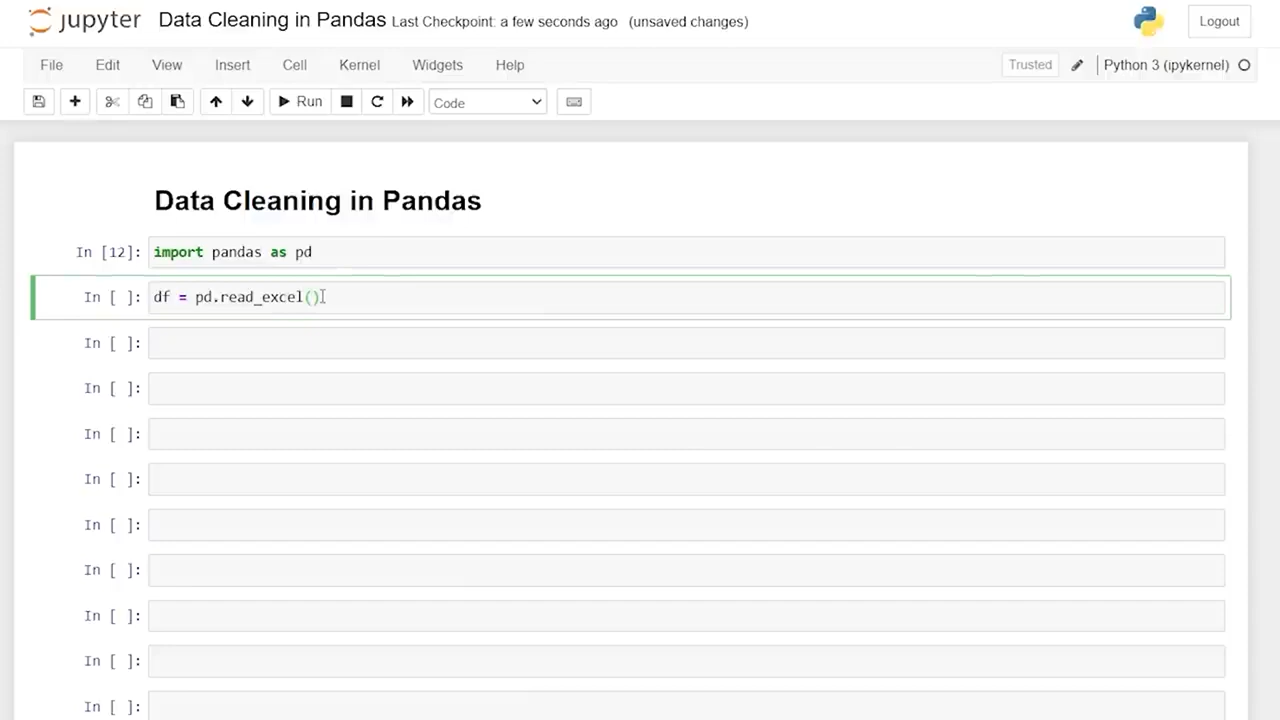 jupyter Data Cleaning in Pandas Last Checkpoint: a few seconds ago (unsaved changes) Logout
File Edit View Insert Cell Kernel Widgets Help Trusted Python 3 (ipykernel)
Run Code
Data Cleaning in Pandas
In [12]: import pandas as pd
In [ ]: df = pd.read_excel()
In [ ]:
In [ ]:
In [ ]:
In [ ]:
In [ ]:
In [ ]:
In [ ]:
In [ ]:
In [ ]: